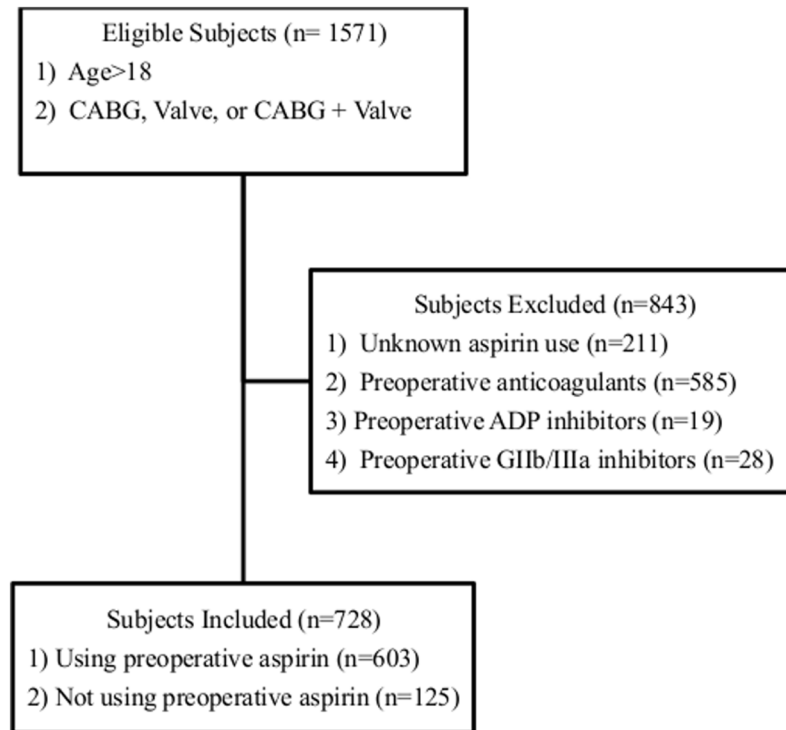 Eligible Subjects (n= 1571)
1) Age>18
2) CABG, Valve, or CABG + Valve
Subjects Excluded (n=843)
1) Unknown aspirin use (n=211)
2) Preoperative anticoagulants (n=585)
3) Preoperative ADP inhibitors (n=19)
4) Preoperative GIIb/IIIa inhibitors (n=28)
Subjects Included (n=728)
1) Using preoperative aspirin (n=603)
2) Not using preoperative aspirin (n=125)